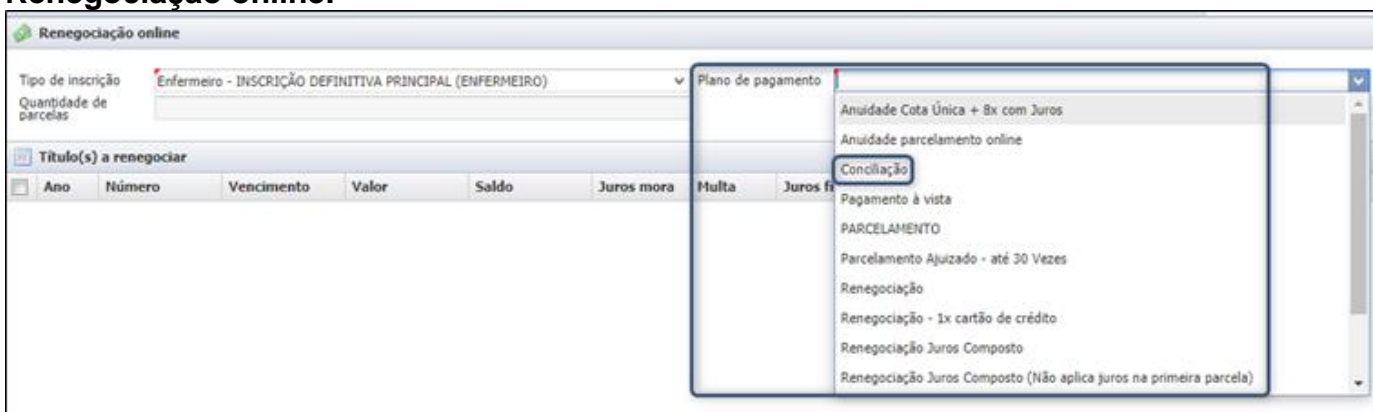 Renegociação online.
Renegociação online
Tipo de inscrição Enfermeiro - INSCRIÇÃO DEFINITIVA PRINCIPAL (ENFERMEIRO) Plano de pagamento
Quantidade de parcelas
Anuidade Cota Única + 8x com Juros
Anuidade parcelamento online
Conciliação
Pagamento à vista
PARCELAMENTO
Parcelamento Ajuizado - até 30 Vezes
Renegociação
Renegociação - 1x cartão de crédito
Renegociação Juros Composto
Renegociação Juros Composto (Não aplica juros na primeira parcela)
Título(s) a renegociar
Ano Número Vencimento Valor Saldo Juros mora Multa Juros fi